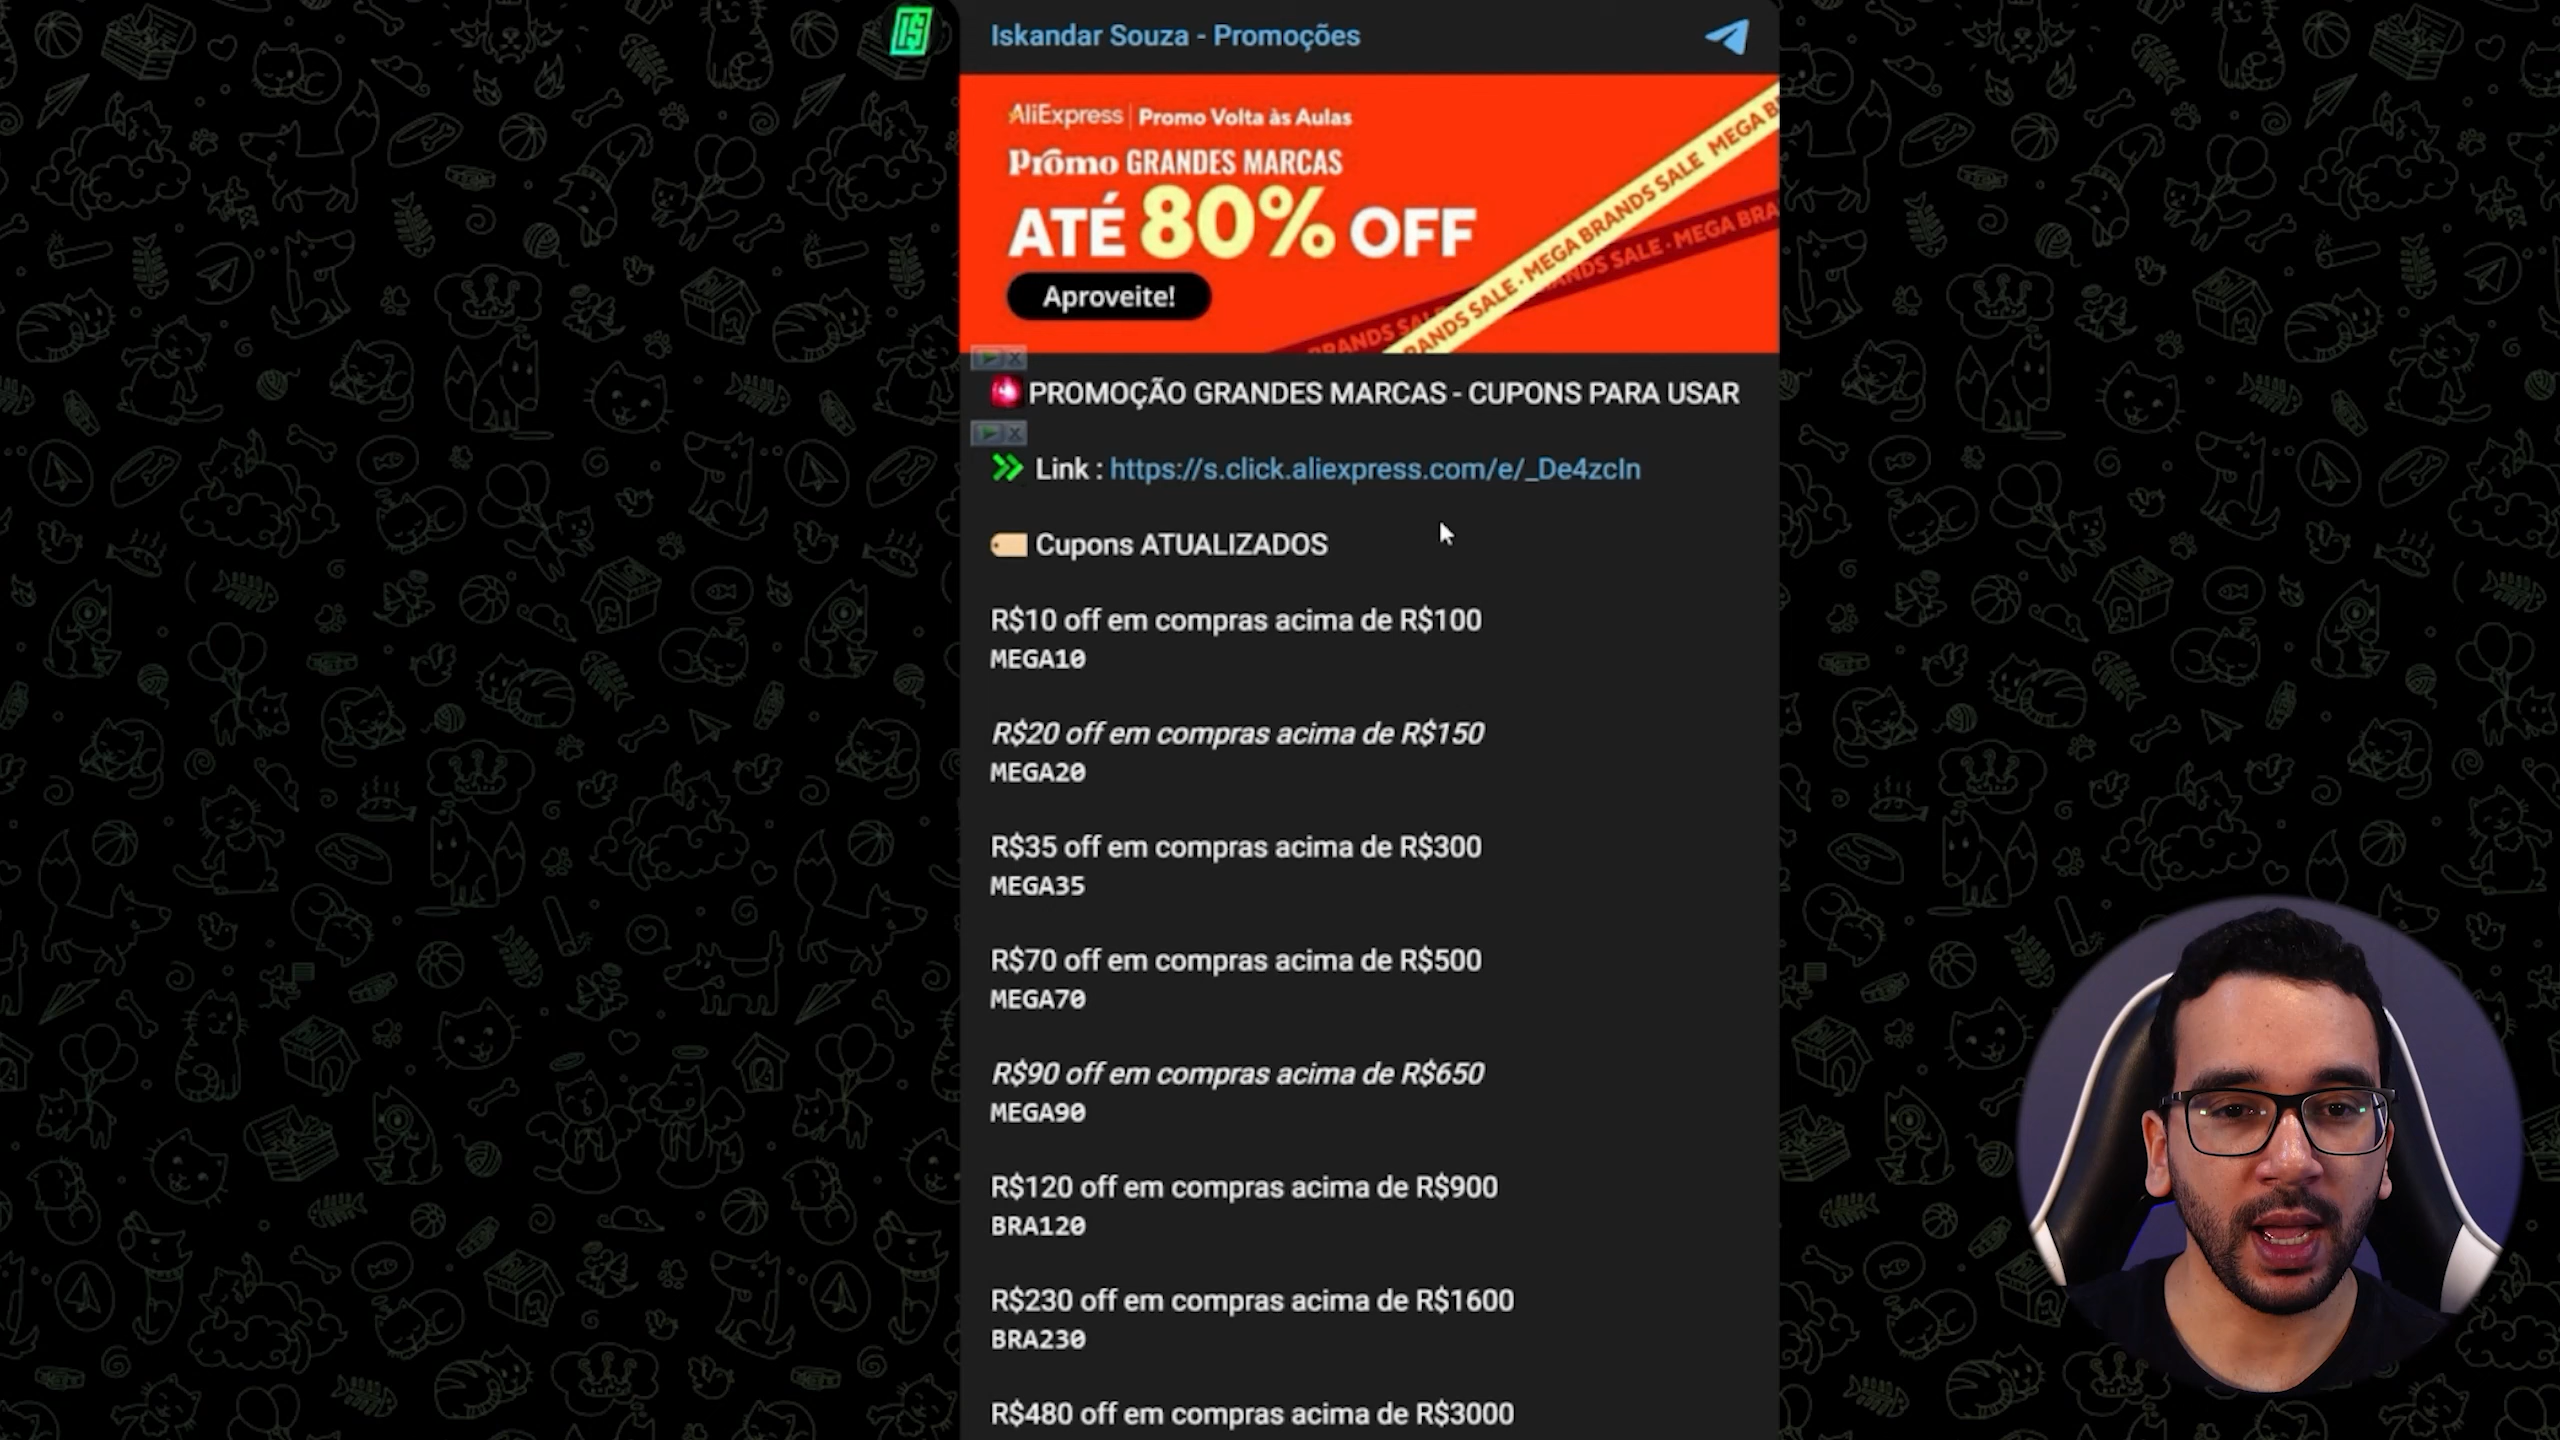 Iskandar Souza - Promoções
AliExpress | Promo Volta às Aulas
Promo GRANDES MARCAS
ATÉ 80% OFF
Aproveite!
MEGA BRANDS SALE · MEGA B
BRANDS SALE
BRANDS SALE · MEGA BRA
PROMOÇÃO GRANDES MARCAS - CUPONS PARA USAR
Link : https://s.click.aliexpress.com/e/_De4zcIn
Cupons ATUALIZADOS
R$10 off em compras acima de R$100
MEGA10
R$20 off em compras acima de R$150
MEGA20
R$35 off em compras acima de R$300
MEGA35
R$70 off em compras acima de R$500
MEGA70
R$90 off em compras acima de R$650
MEGA90
R$120 off em compras acima de R$900
BRA120
R$230 off em compras acima de R$1600
BRA230
R$480 off em compras acima de R$3000